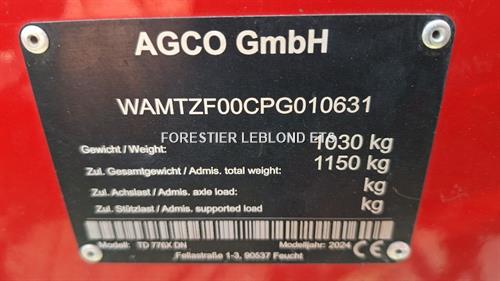 AGCO GmbH
WAMTZF00CPG010631
FORESTIER LEBLOND ETS
Gewicht / Weight: 1030 kg
Zul. Gesamtgewicht / Admis. total weight: 1150 kg
Zul. Achslast / Admis. axle load: kg
Zul. Stützlast / Admis. supported load kg
Modell: TD 776X DN Modelljahr: 2024 CE
Fellastraße 1-3, 90537 Feucht